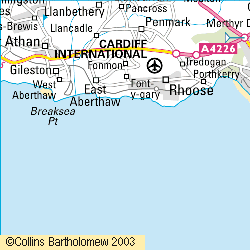 Llanbethery
Pancross
Llancadle
Penmark
Merthyr Dy
Athan
CARDIFF
INTERNATIONAL
A4226
Gileston
Fonmon
Tredogan
Porthkerry
West
Aberthaw
East
Aberthaw
Font
y-gary
Rhoose
Breaksea
Pt
©Collins Bartholomew 2003